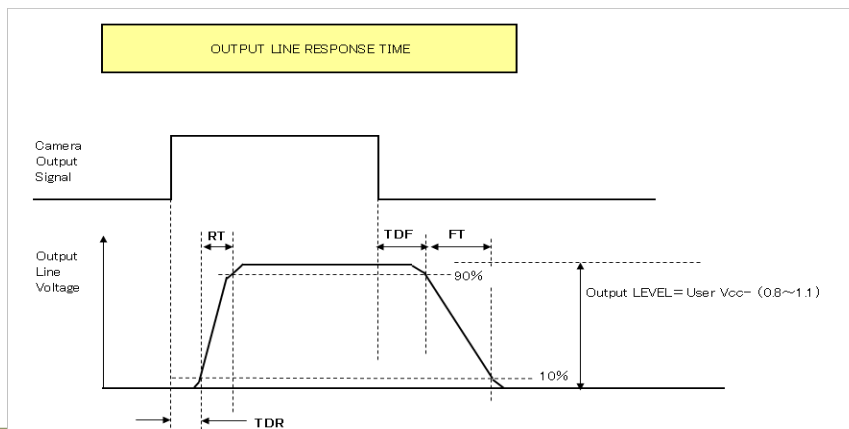 OUTPUT LINE RESPONSE TIME
Camera
Output
Signal
RT
TDF
FT
Output
Line
Voltage
90%
Output LEVEL=User Vcc- (0.8～1.1)
10%
TDR